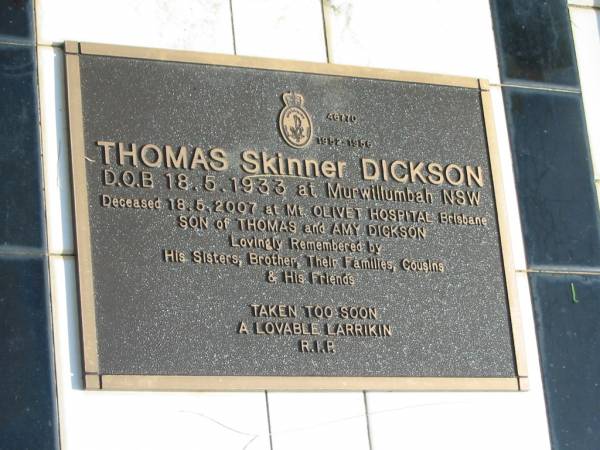 46770
1952-1956
THOMAS Skinner DICKSON
D.O.B 18.5.1933 at Murwillumbah NSW
Deceased 18.5.2007 at Mt. OLIVET HOSPITAL Brisbane
SON of THOMAS and AMY DICKSON
Lovingly Remembered by
His Sisters, Brother, Their Families, Cousins
& His Friends
TAKEN TOO SOON
A LOVABLE LARRIKIN
R.I.P.